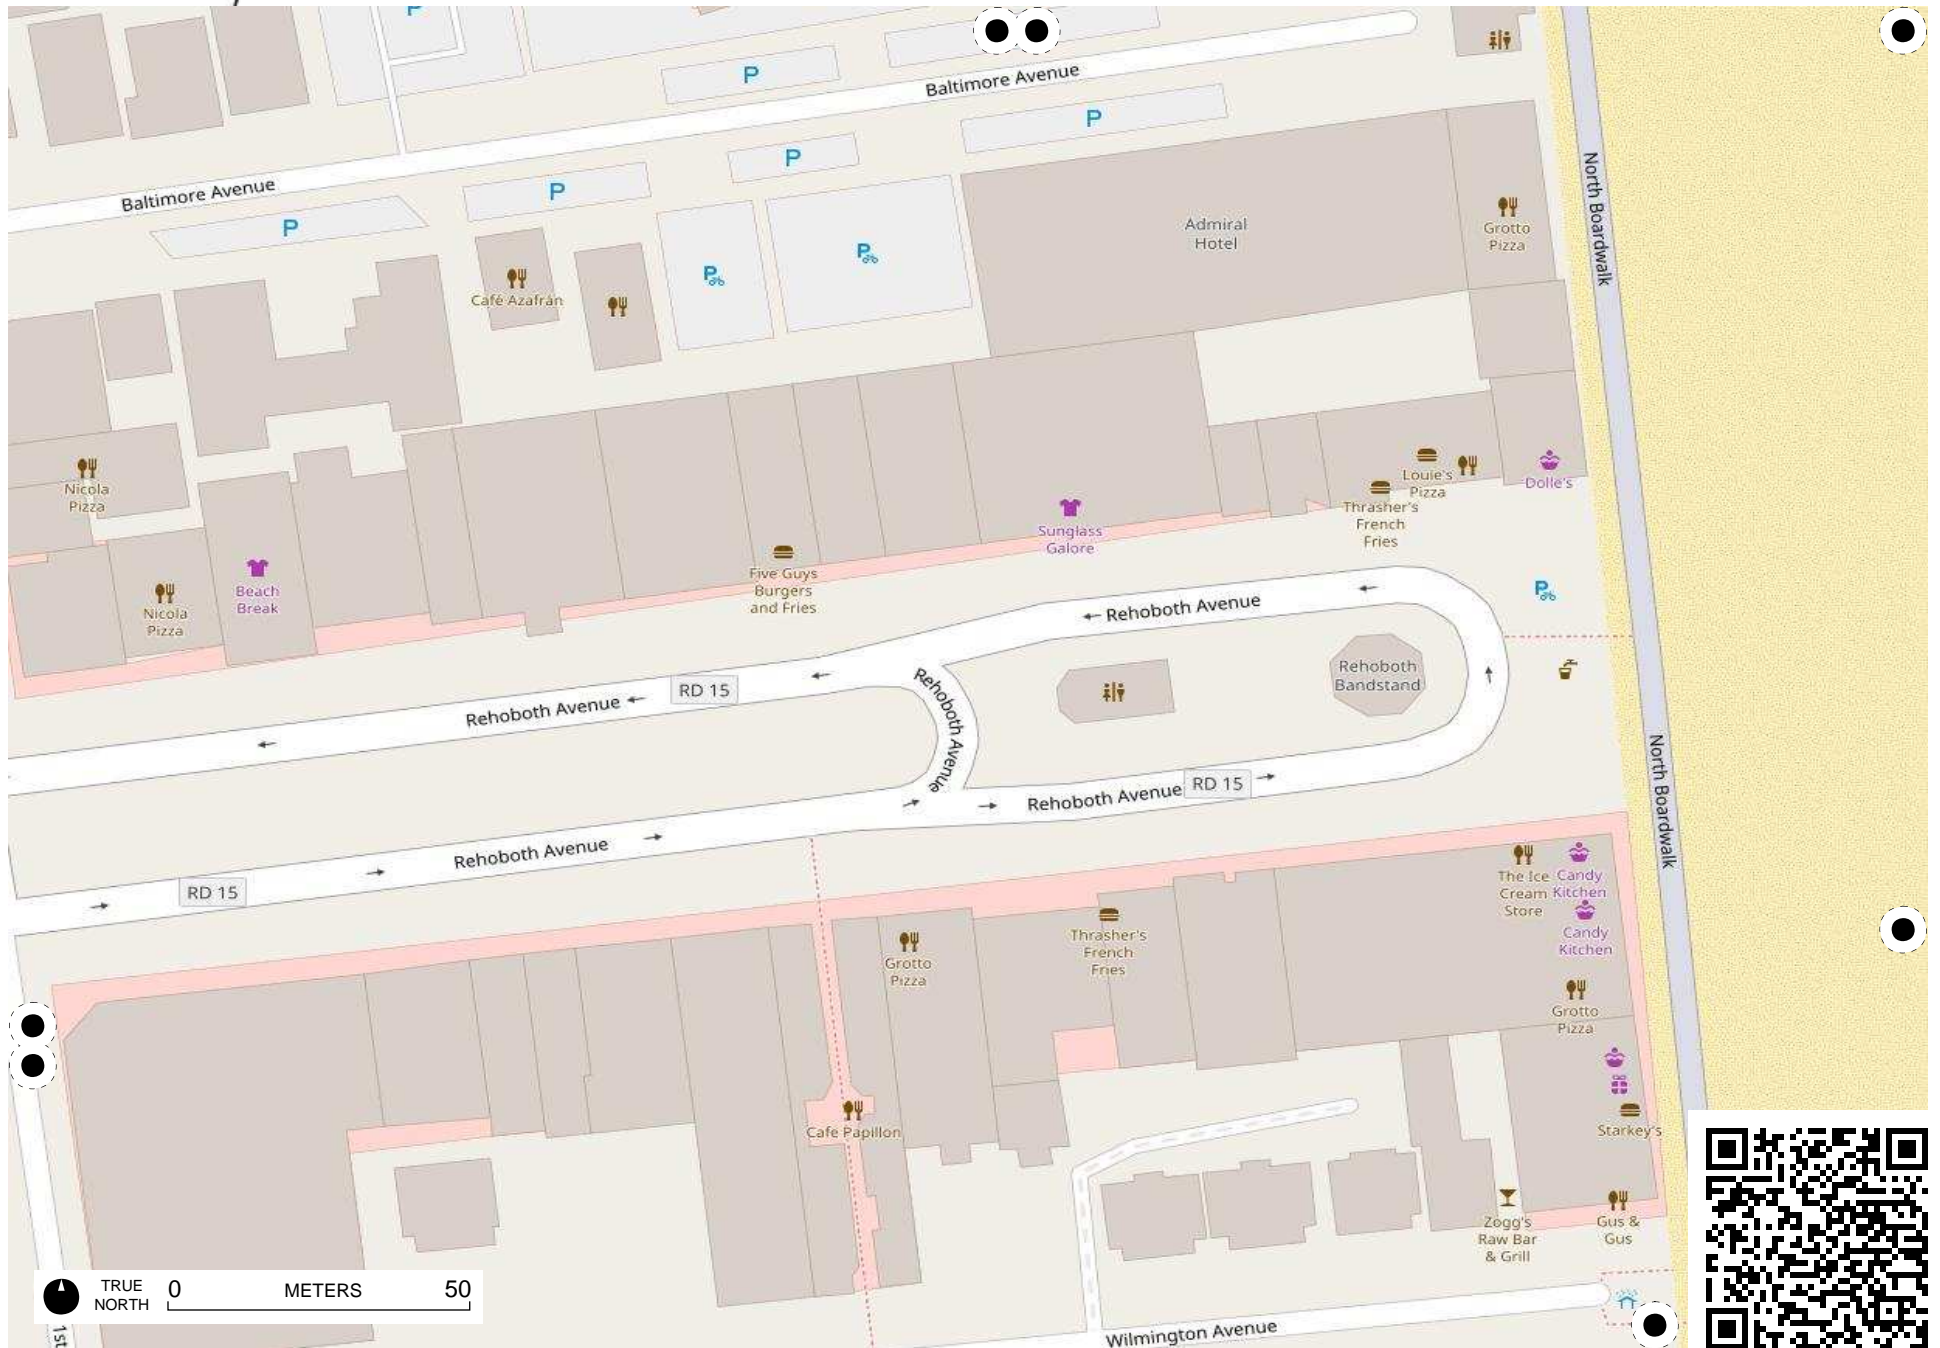 P
P
Baltimore Avenue
P
P
P
Baltimore Avenue
P
North Boardwalk
Grotto
Pizza
Admiral
Hotel
P
P
Café Azafrán
Nicola
Pizza
Louie's
Pizza
Dolle's
Thrasher's
French
Fries
Sunglass
Galore
Five Guys
Burgers
and Fries
Beach
Break
Nicola
Pizza
P
Rehoboth Avenue
Rehoboth
Bandstand
RD 15
Rehoboth Avenue
Rehoboth Avenue
North Boardwalk
RD 15
Rehoboth Avenue
Rehoboth Avenue
RD 15
The Ice
Cream
Store
Candy
Kitchen
Candy
Kitchen
Thrasher's
French
Fries
Grotto
Pizza
Grotto
Pizza
Cafe Papillon
Starkey's
Zogg's
Raw Bar
& Grill
Gus &
Gus
TRUE
NORTH
0 METERS 50
1st
Wilmington Avenue